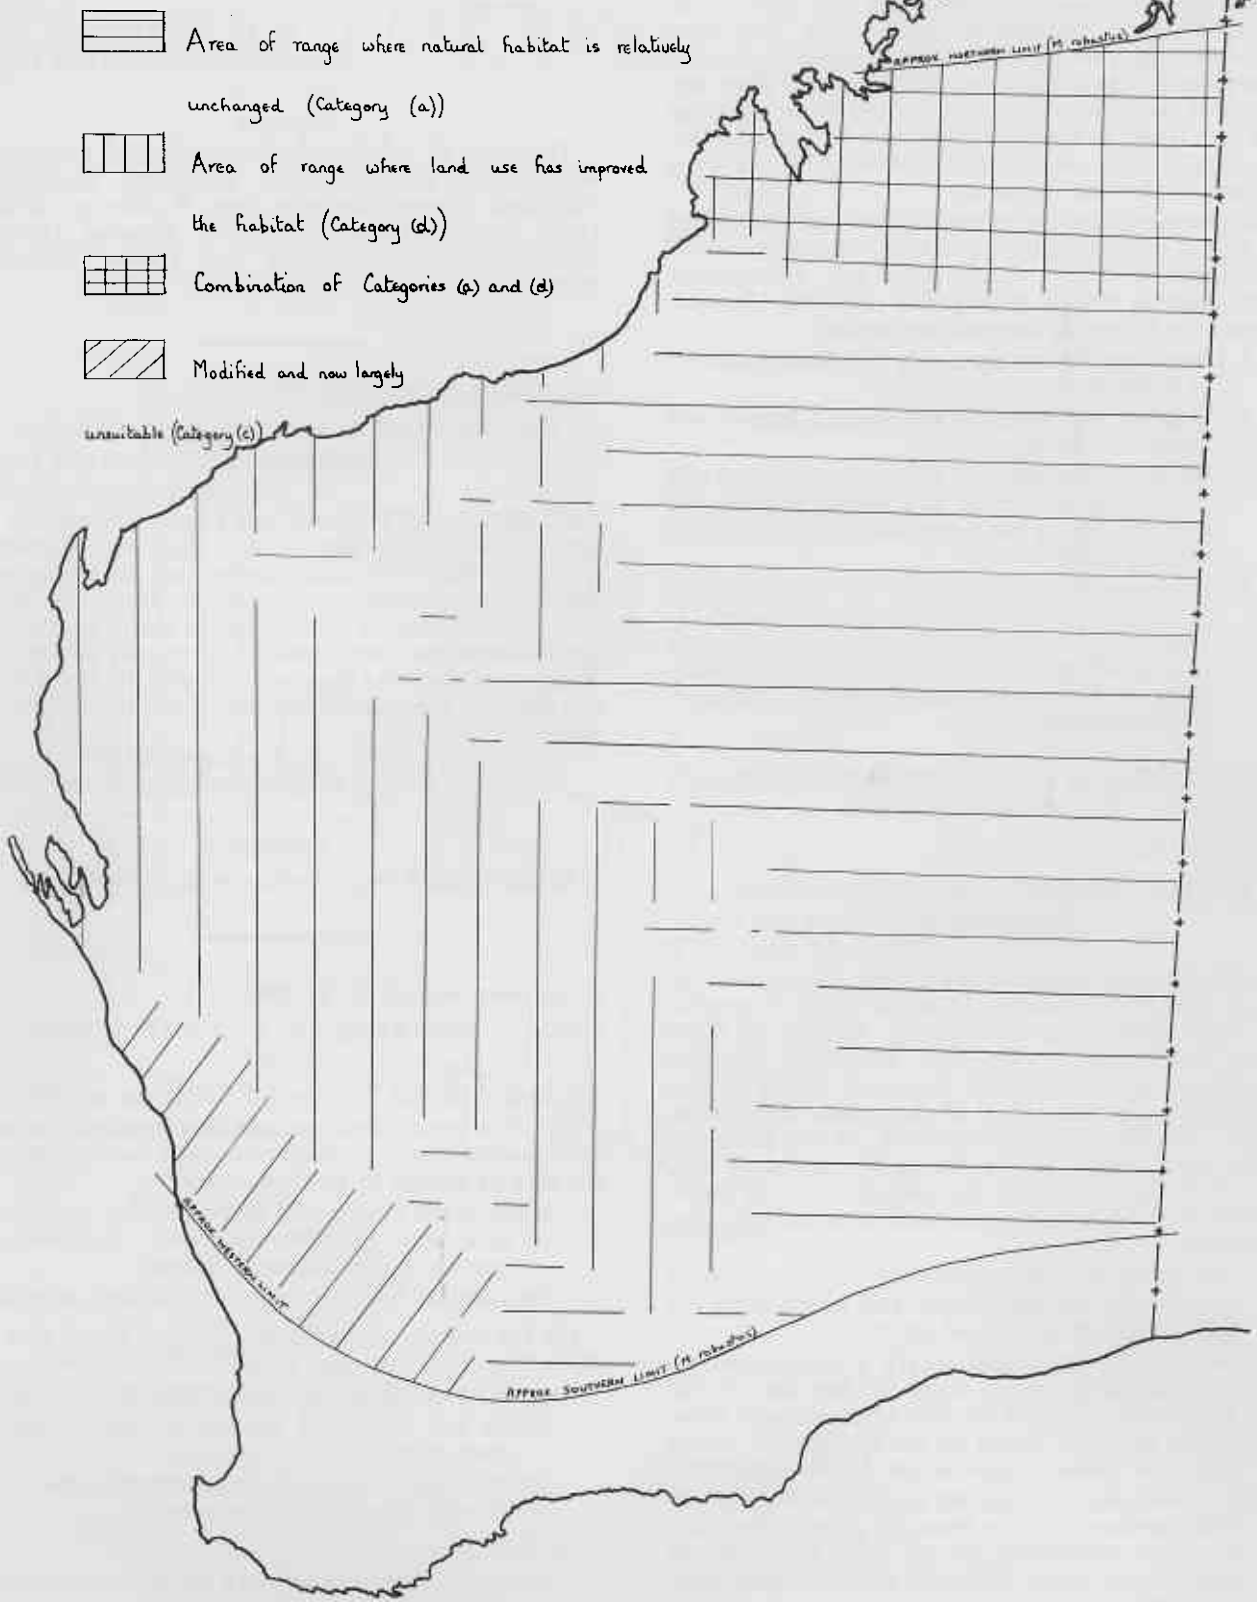 Area of range where natural habitat is relatively
unchanged (Category (a))
Area of range where land use has improved
the habitat (Category (d))
Combination of Categories (a) and (d)
Modified and now largely
unsuitable (Category (c))
APPROX NORTHERN LIMIT (M. robustus)
APPROX WESTERN LIMIT
APPROX SOUTHERN LIMIT (M. robustus)